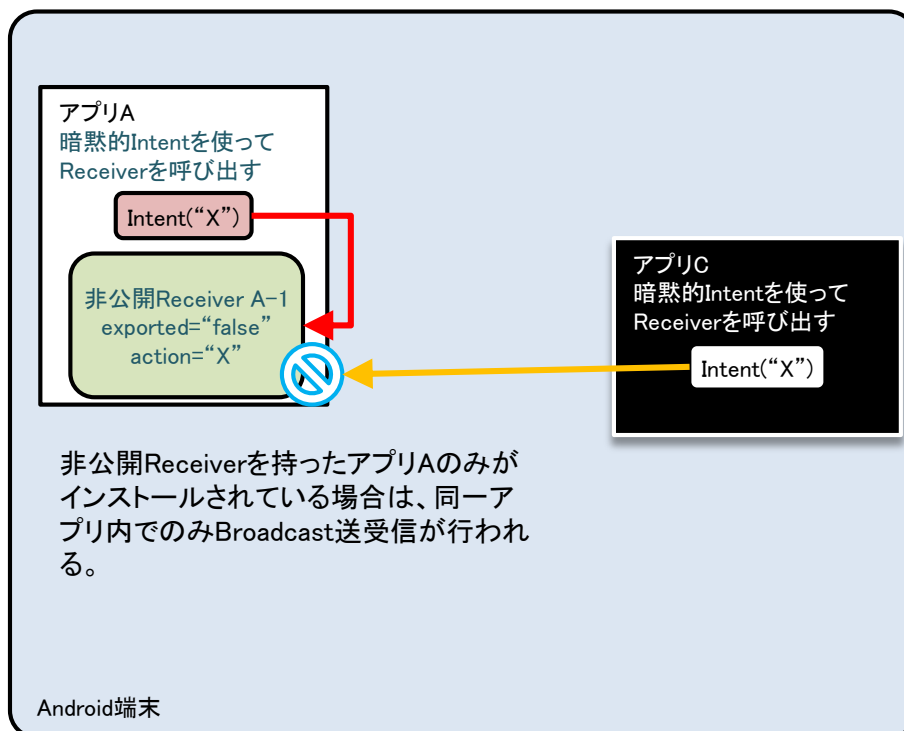 アプリA
暗黙的Intentを使って
Receiverを呼び出す
Intent(“X”)
非公開Receiver A-1
exported=“false”
action=“X”
アプリC
暗黙的Intentを使って
Receiverを呼び出す
Intent(“X”)
非公開Receiverを持ったアプリAのみが
インストールされている場合は、同一ア
プリ内でのみBroadcast送受信が行われ
る。
Android端末